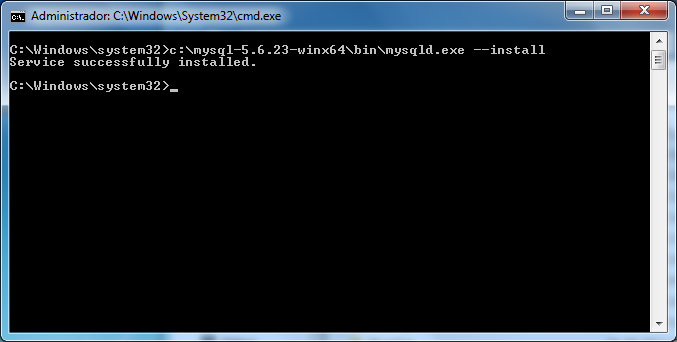 Administrador: C:\Windows\System32\cmd.exe
C:\Windows\system32>c:\mysql-5.6.23-winx64\bin\mysqld.exe --install
Service successfully installed.
C:\Windows\system32>_